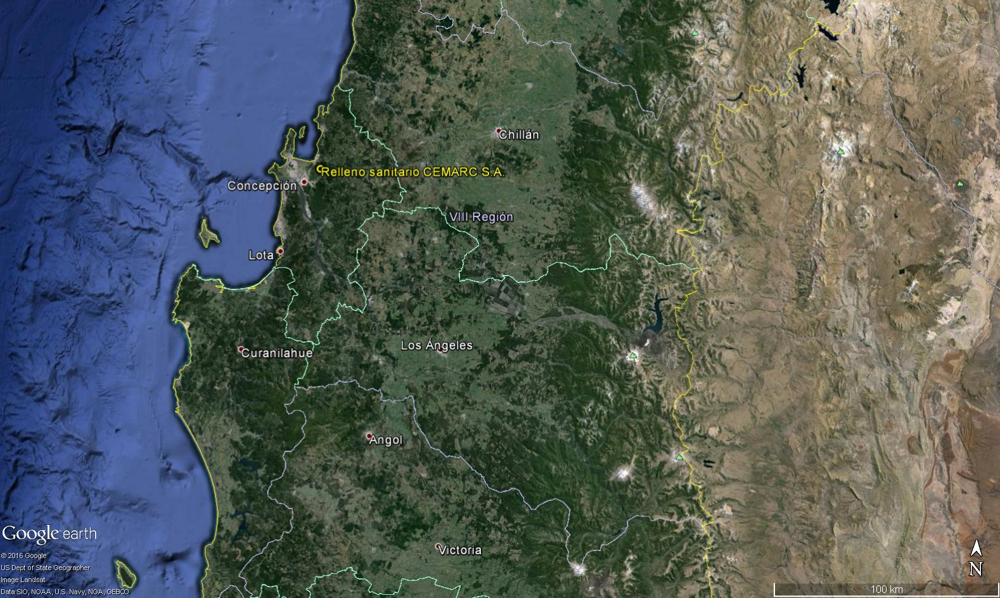 Chillán
Relleno sanitario CEMARC S.A.
Concepción
VIII Región
Lota
Los Ángeles
Curanilahue
Angol
Victoria
Google earth
© 2016 Google
US Dept of State Geographer
Image Landsat
Data SIO, NOAA, U.S. Navy, NGA, GEBCO
N
100 km